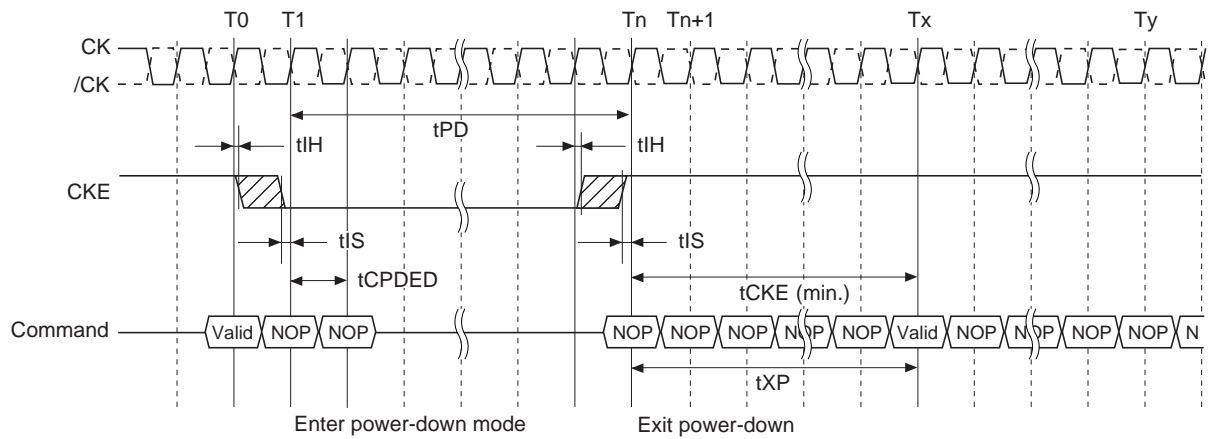 T0 T1 Tn Tn+1 Tx Ty
CK
/CK
tPD
tIH tIH
CKE
tIS tIS
tCPDED
tCKE (min.)
Command Valid NOP NOP NOP NOP NOP NOP NOP Valid NOP NOP NOP NOP N
tXP
Enter power-down mode Exit power-down